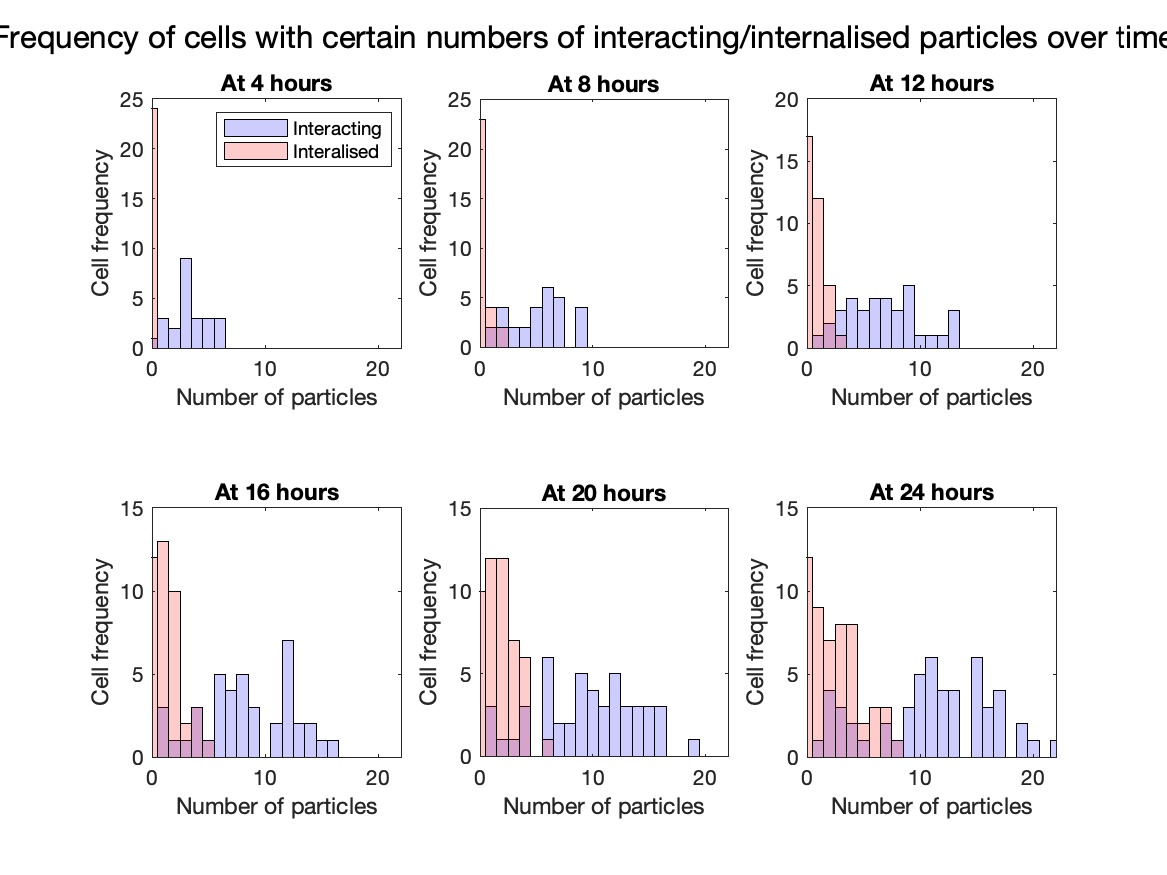 Frequency of cells with certain numbers of interacting/internalised particles over time
At 4 hours
25
20
15
10
5
0
0 10 20
Cell frequency
Number of particles
Interacting
Interalised
At 8 hours
25
20
15
10
5
0
0 10 20
Cell frequency
Number of particles
At 12 hours
20
15
10
5
0
0 10 20
Cell frequency
Number of particles
At 16 hours
15
10
5
0
0 10 20
Cell frequency
Number of particles
At 20 hours
15
10
5
0
0 10 20
Cell frequency
Number of particles
At 24 hours
15
10
5
0
0 10 20
Cell frequency
Number of particles